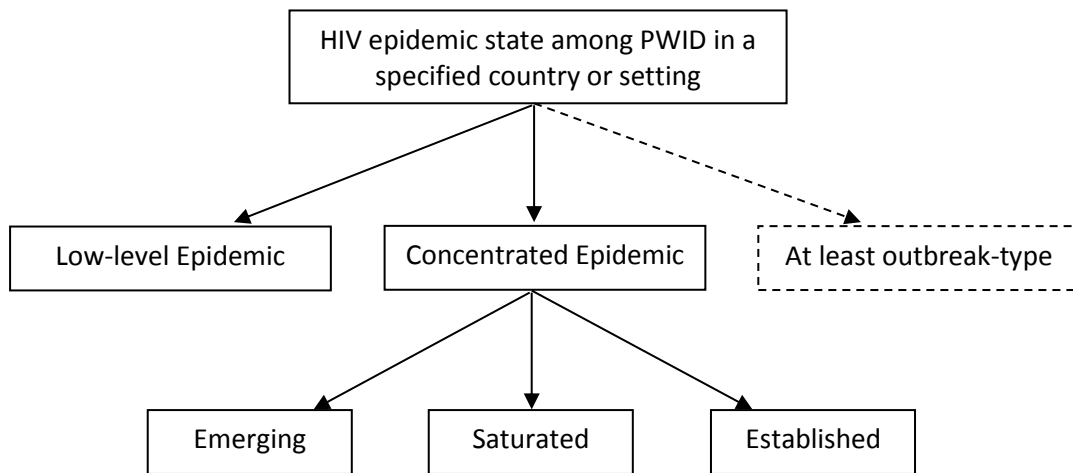 HIV epidemic state among PWID in a
specified country or setting
Low-level Epidemic
Concentrated Epidemic
At least outbreak-type
Emerging
Saturated
Established